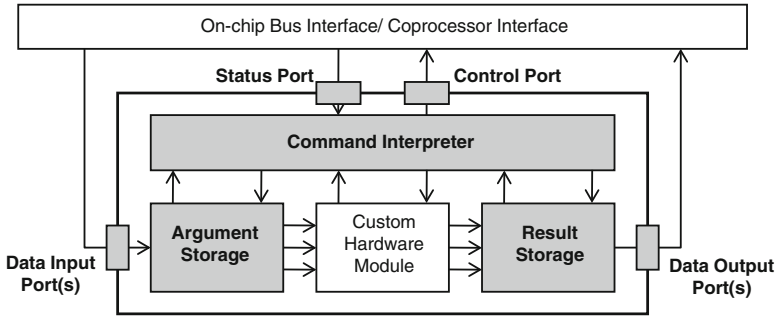 On-chip Bus Interface/ Coprocessor Interface
Status Port
Control Port
Command Interpreter
Argument
Storage
Custom
Hardware
Module
Result
Storage
Data Input
Port(s)
Data Output
Port(s)